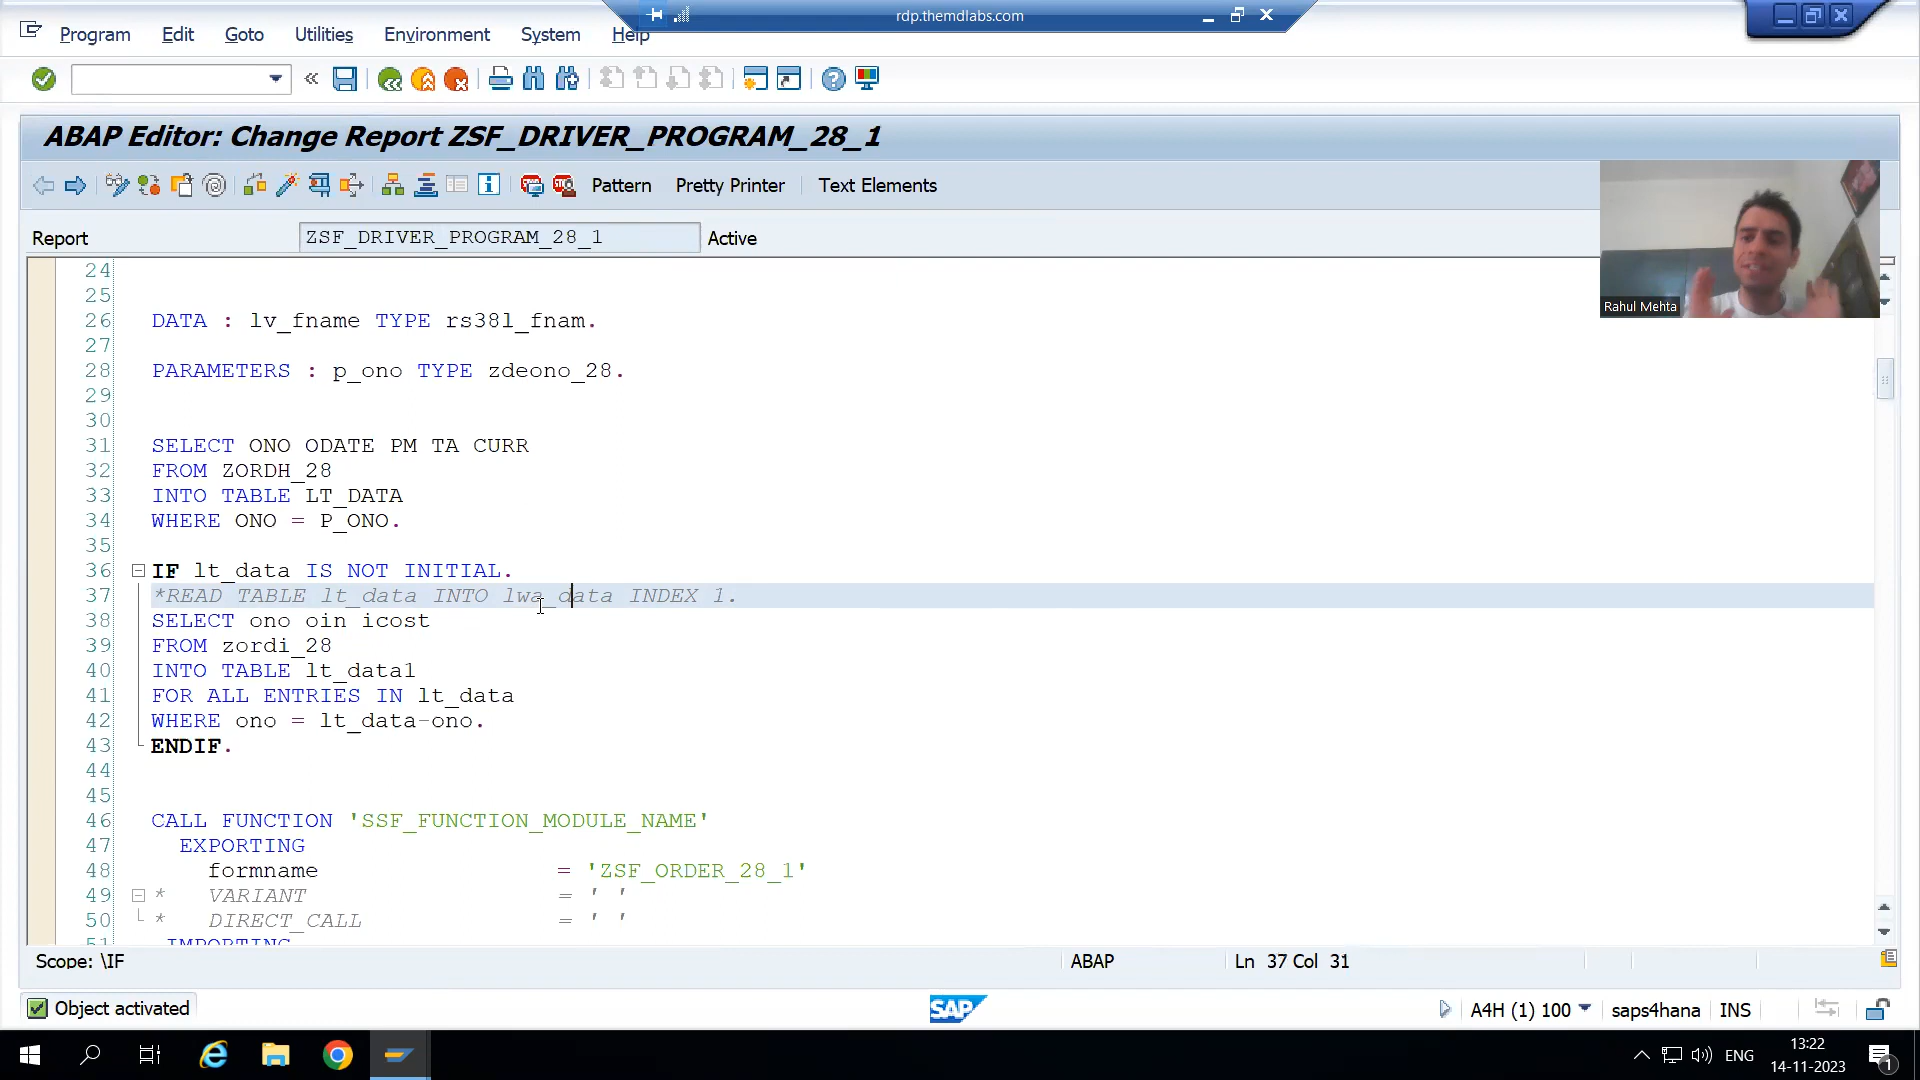 rdp.themdlabs.com
Program Edit Goto Utilities Environment System Help
ABAP Editor: Change Report ZSF_DRIVER_PROGRAM_28_1
Pattern Pretty Printer Text Elements
Report ZSF_DRIVER_PROGRAM_28_1 Active
Rahul Mehta
24
25
26 DATA : lv_fname TYPE rs38l_fnam.
27
28 PARAMETERS : p_ono TYPE zdeono_28.
29
30
31 SELECT ONO ODATE PM TA CURR
32 FROM ZORDH_28
33 INTO TABLE LT_DATA
34 WHERE ONO = P_ONO.
35
36 IF lt_data IS NOT INITIAL.
37 *READ TABLE lt_data INTO lwa_data INDEX 1.
38 SELECT ono oin icost
39 FROM zordi_28
40 INTO TABLE lt_data1
41 FOR ALL ENTRIES IN lt_data
42 WHERE ono = lt_data-ono.
43 ENDIF.
44
45
46 CALL FUNCTION 'SSF_FUNCTION_MODULE_NAME'
47 EXPORTING
48 formname = 'ZSF_ORDER_28_1'
49 * VARIANT = ' '
50 * DIRECT_CALL = ' '
51 IMPORTING
Scope: \IF ABAP Ln 37 Col 31
Object activated SAP A4H (1) 100 saps4hana INS
ENG 13:22
14-11-2023 1